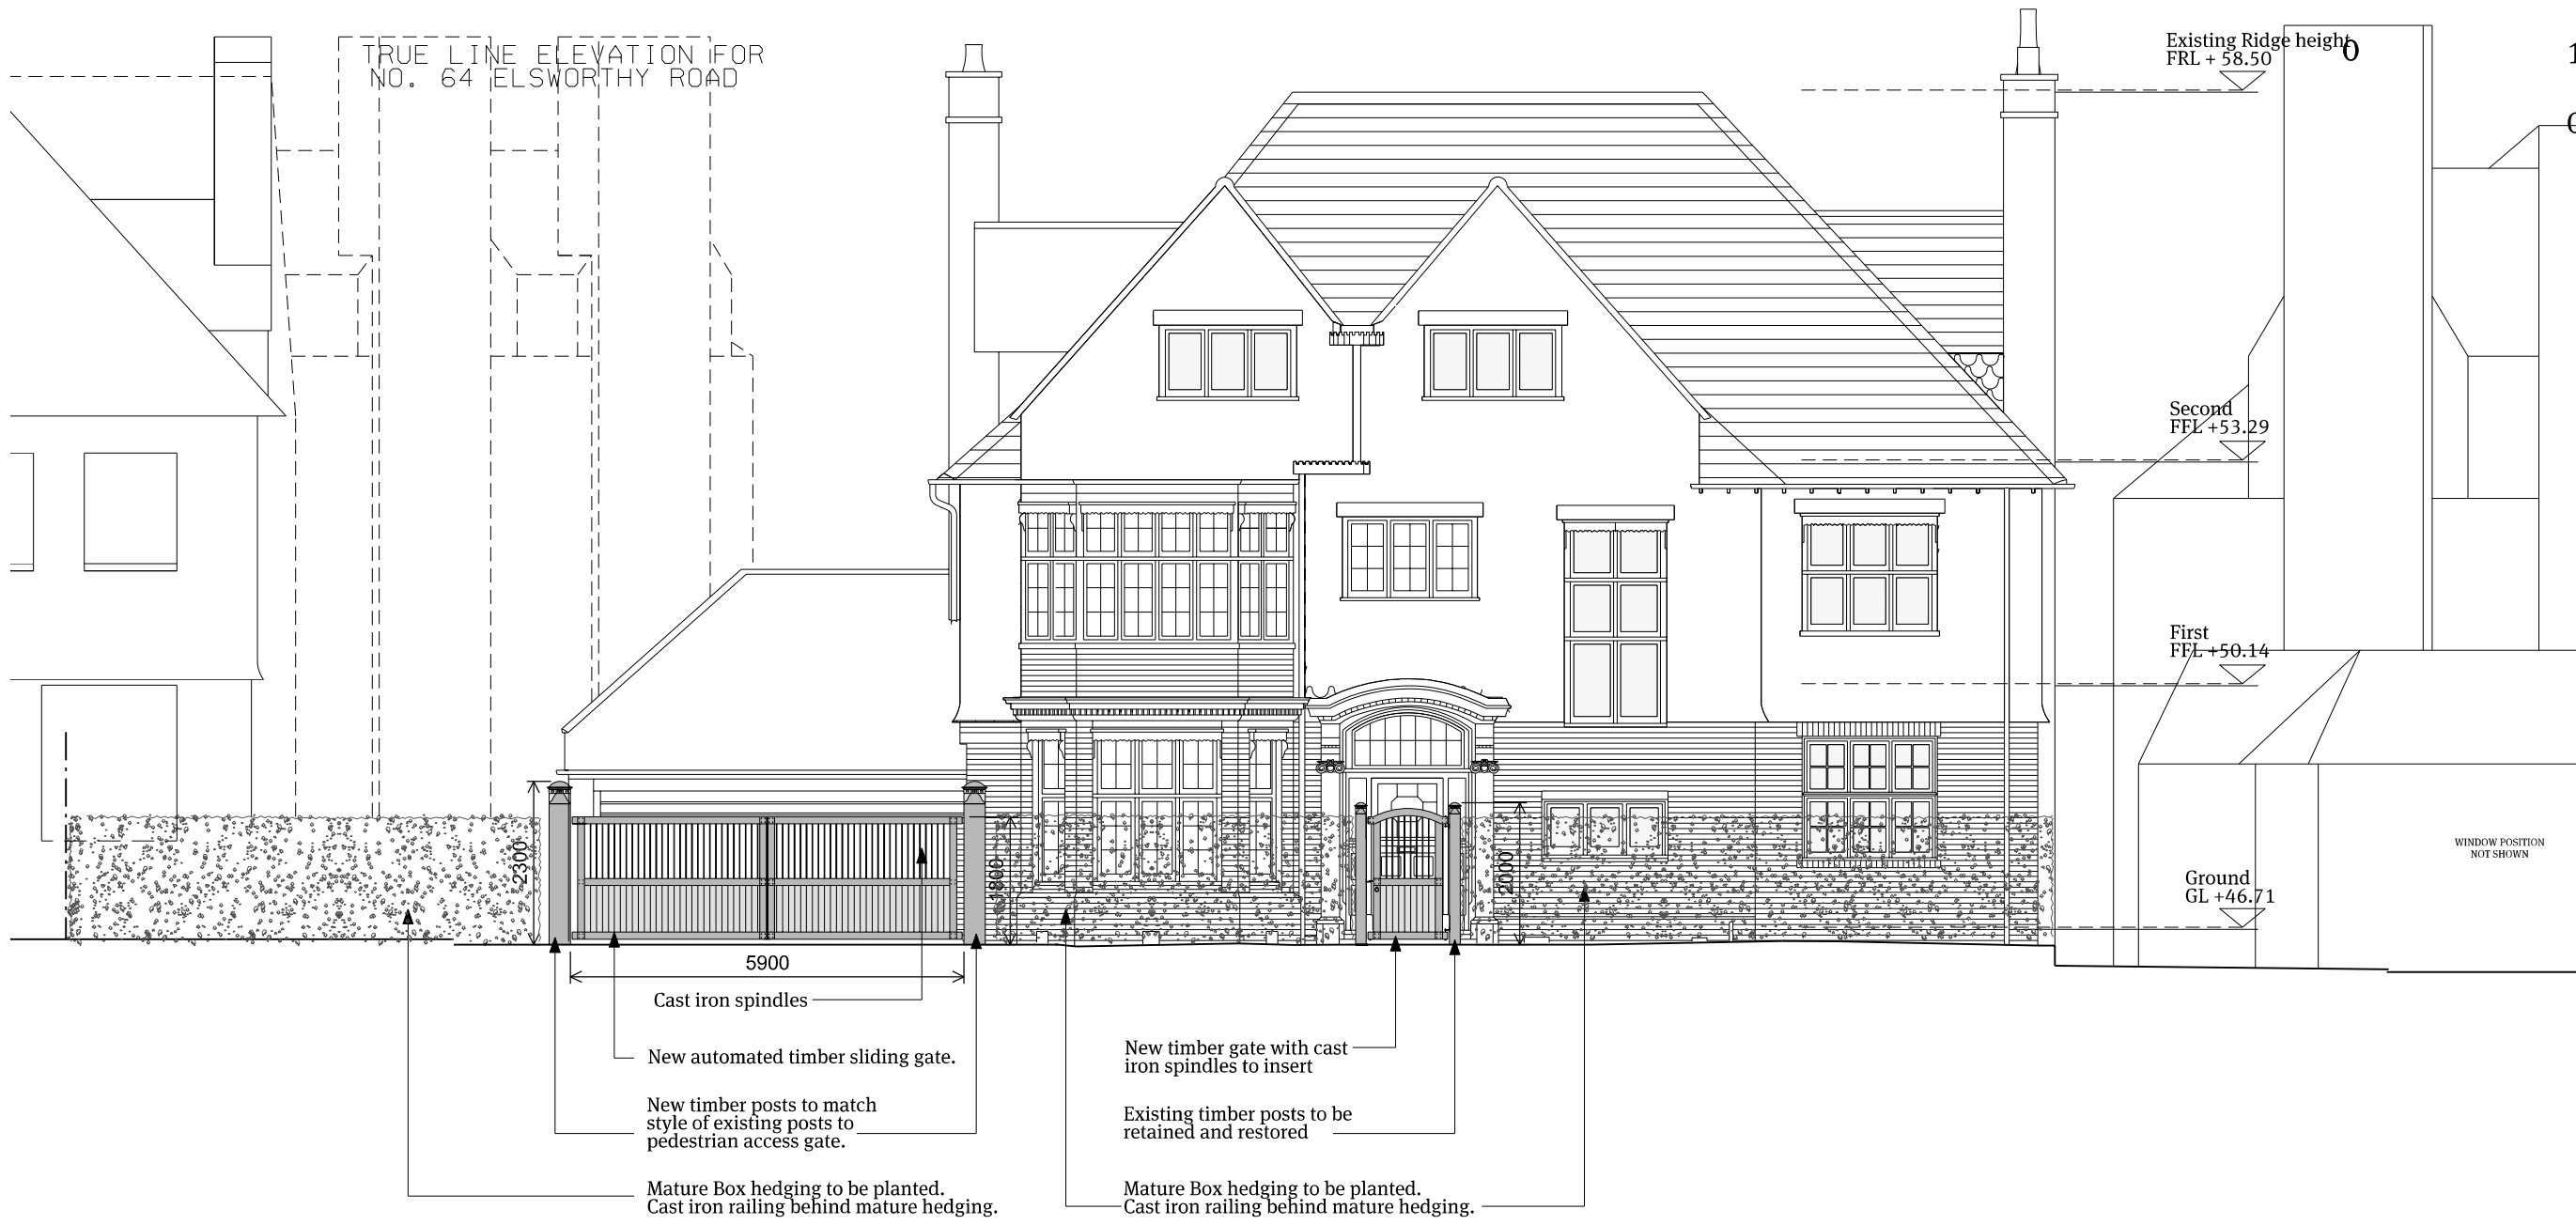 TRUE LINE ELEVATION FOR
NO. 64 ELSWORTHY ROAD
Existing Ridge height
FRL + 58.50
0
1
0
Second
FFL +53.29
First
FFL +50.14
WINDOW POSITION
NOT SHOWN
Ground
GL +46.71
2300
1800
2000
5900
Cast iron spindles
New automated timber sliding gate.
New timber posts to match
style of existing posts to
pedestrian access gate.
Mature Box hedging to be planted.
Cast iron railing behind mature hedging.
New timber gate with cast
iron spindles to insert
Existing timber posts to be
retained and restored
Mature Box hedging to be planted.
Cast iron railing behind mature hedging.